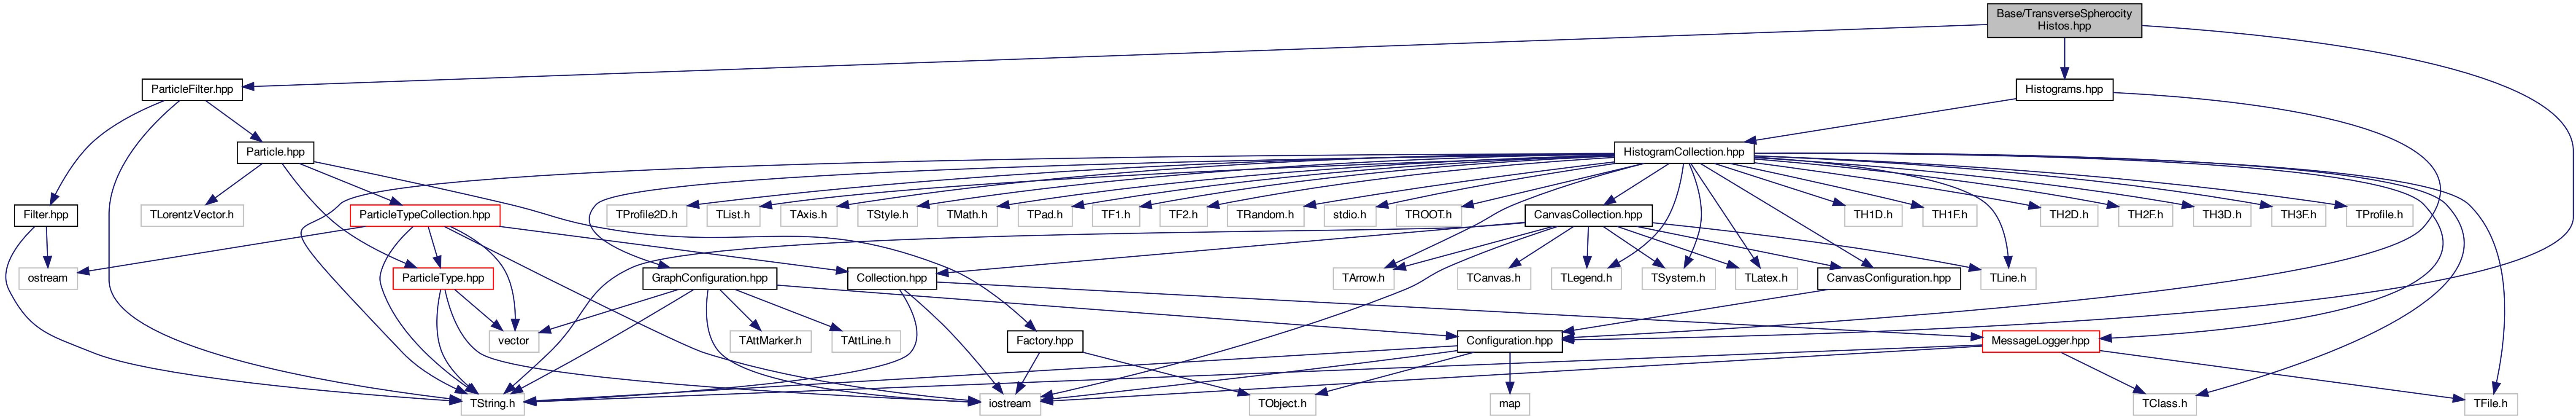 Base/TransverseSpherocity
Histos.hpp
ParticleFilter.hpp
Histograms.hpp
Particle.hpp
HistogramCollection.hpp
Filter.hpp
TLorentzVector.h
ParticleTypeCollection.hpp
TProfile2D.h
TList.h
TAxis.h
TStyle.h
TMath.h
TPad.h
TF1.h
TF2.h
TRandom.h
stdio.h
TROOT.h
CanvasCollection.hpp
TH1D.h
TH1F.h
TH2D.h
TH2F.h
TH3D.h
TH3F.h
TProfile.h
ostream
ParticleType.hpp
GraphConfiguration.hpp
Collection.hpp
TArrow.h
TCanvas.h
TLegend.h
TSystem.h
TLatex.h
CanvasConfiguration.hpp
TLine.h
vector
TAttMarker.h
TAttLine.h
Factory.hpp
Configuration.hpp
MessageLogger.hpp
TString.h
iostream
TObject.h
map
TClass.h
TFile.h